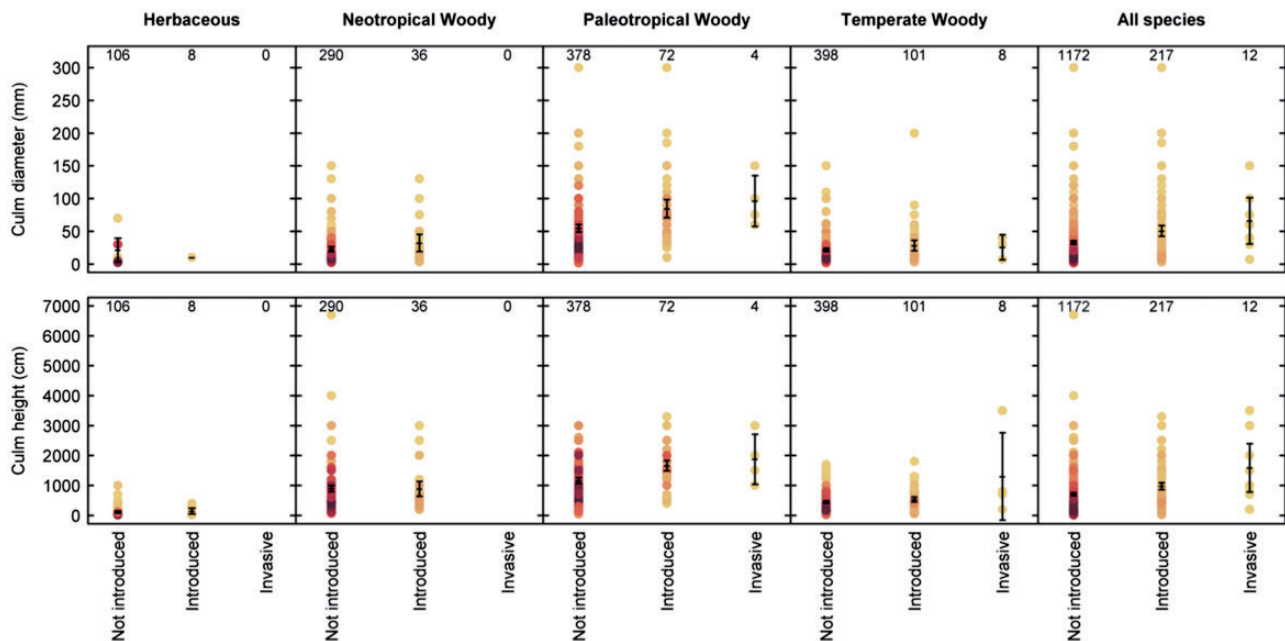 Herbaceous Neotropical Woody Paleotropical Woody Temperate Woody All species
106 8 0 290 36 0 378 72 4 398 101 8 1172 217 12
Culm diameter (mm)
300
250
200
150
100
50
0
106 8 0 290 36 0 378 72 4 398 101 8 1172 217 12
Culm height (cm)
7000
6000
5000
4000
3000
2000
1000
0
Not introduced Introduced Invasive Not introduced Introduced Invasive Not introduced Introduced Invasive Not introduced Introduced Invasive Not introduced Introduced Invasive